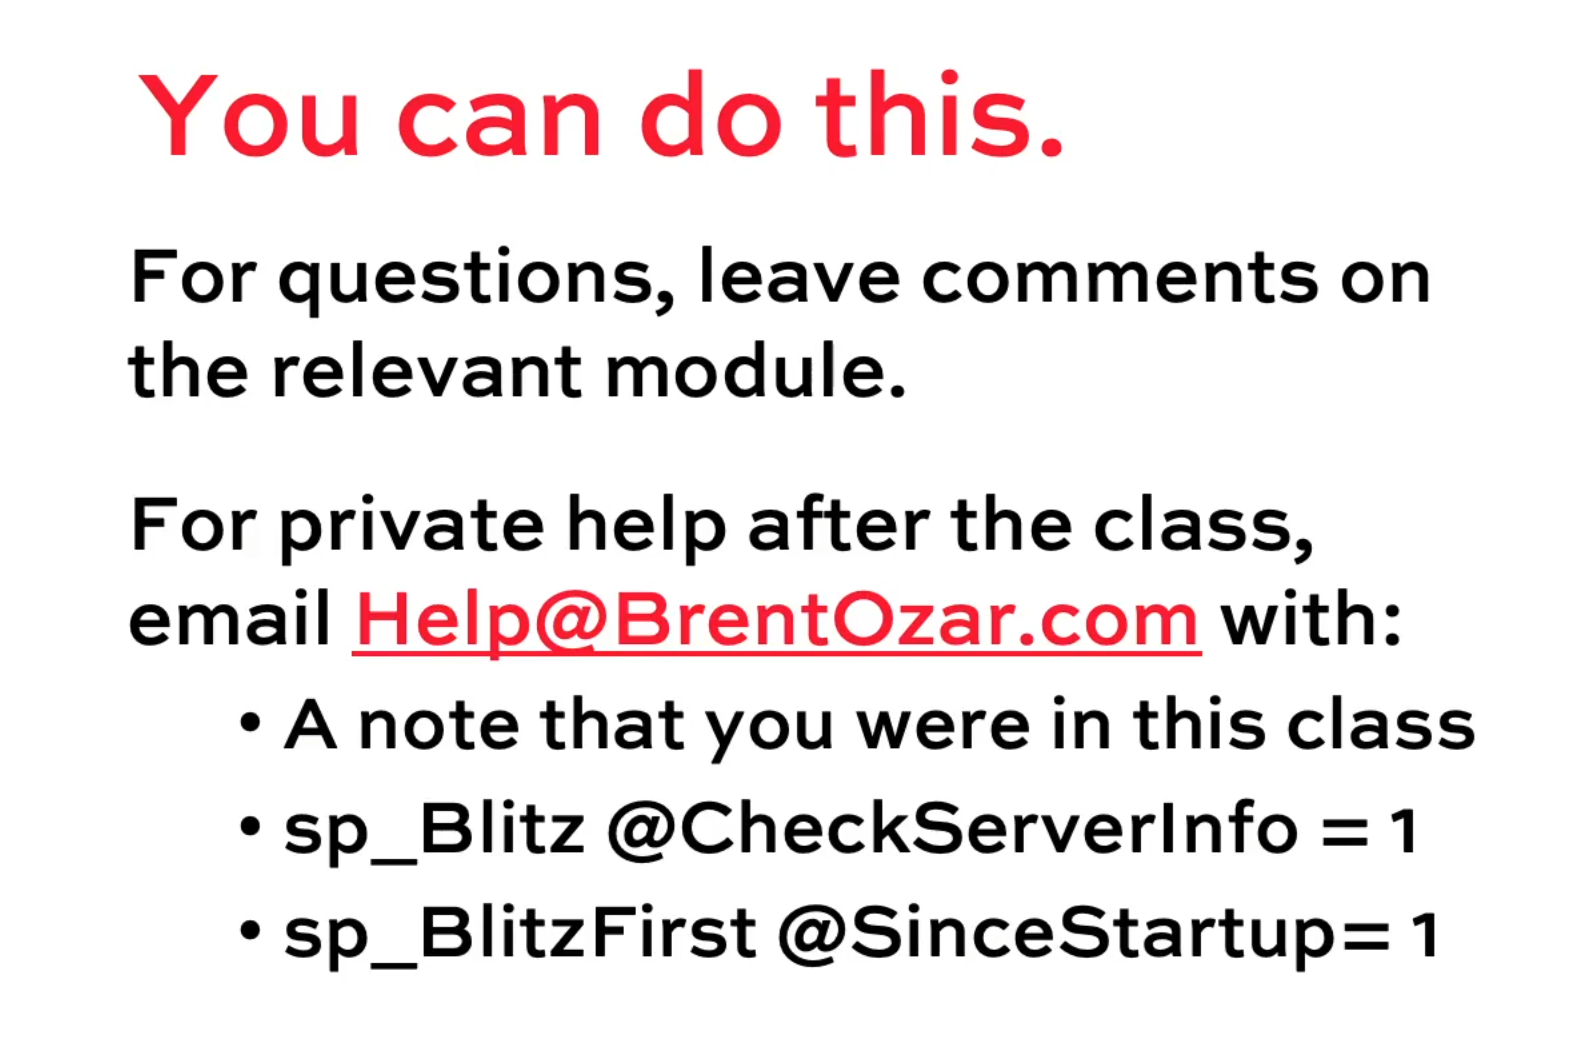 You can do this.
For questions, leave comments on
the relevant module.
For private help after the class,
email Help@BrentOzar.com with:
• A note that you were in this class
• sp_Blitz @CheckServerInfo = 1
• sp_BlitzFirst @SinceStartup= 1